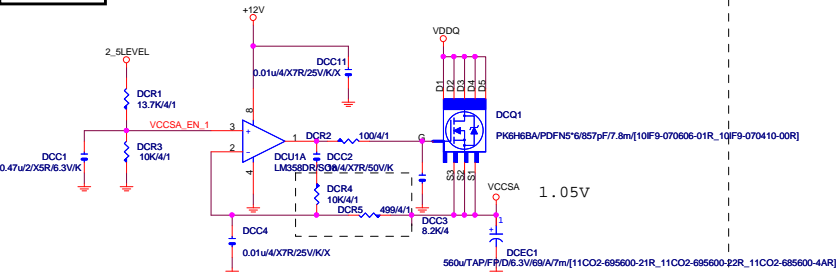 +12V
2_5LEVEL
VDDQ
DCC11
0.01u/4/X7R/25V/K/X
D1
D2
D3
D4
D5
DCR1
13.7K/4/1
8
VCCSA_EN_1
3
+
1
DCR2
100/4/1
G
DCQ1
PK6H6BA/PDFN5*6/857pF/7.8m/[10IF9-070606-01R_10IF9-070410-00R]
DCC1
0.47u/2/X5R/6.3V/K
DCR3
10K/4/1
2
-
4
DCU1A
LM358DR/SO8
DCC2
/4/X7R/50V/K
S3
S2
S1
DCR4
10K/4/1
DCR5
499/4/1
VCCSA
1.05V
DCC3
8.2K/4
DCC4
0.01u/4/X7R/25V/K/X
+
1
DCEC1
560u/TAP/FP/D/6.3V/69/A/7m/[11CO2-695600-21R_11CO2-695600-22R_11CO2-685600-4AR]